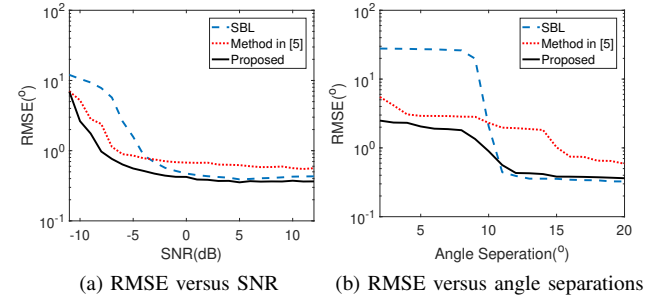 SBL
Method in [5]
Proposed
RMSE(°)
10²
10¹
10⁰
10⁻¹
-10 -5 0 5 10
SNR(dB)
(a) RMSE versus SNR
SBL
Method in [5]
Proposed
RMSE(°)
10²
10¹
10⁰
10⁻¹
5 10 15 20
Angle Seperation(°)
(b) RMSE versus angle separations